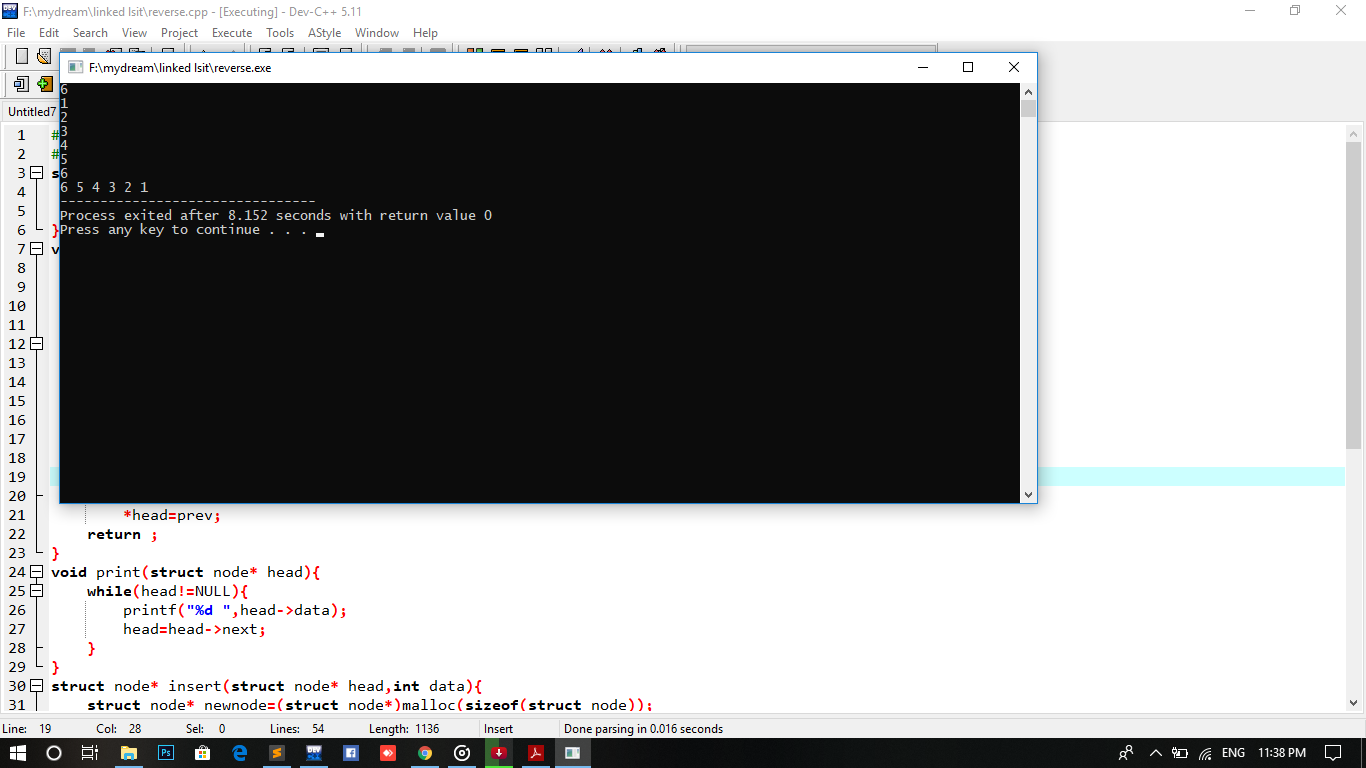 F:\mydream\linked lsit\reverse.cpp - [Executing] - Dev-C++ 5.11
File Edit Search View Project Execute Tools AStyle Window Help
F:\mydream\linked lsit\reverse.exe
Untitled7
6
1
2
3
4
5
6
6 5 4 3 2 1
--------------------------------
Process exited after 8.152 seconds with return value 0
Press any key to continue . . .
1 #
2 #
3 s
4
5
6 }
7 v
8
9
10
11
12
13
14
15
16
17
18
19
20
21 *head=prev;
22 return ;
23 }
24 void print(struct node* head){
25 while(head!=NULL){
26 printf("%d ",head->data);
27 head=head->next;
28 }
29 }
30 struct node* insert(struct node* head,int data){
31 struct node* newnode=(struct node*)malloc(sizeof(struct node));
Line: 19 Col: 28 Sel: 0 Lines: 54 Length: 1136 Insert Done parsing in 0.016 seconds
Ps DEV ENG 11:38 PM